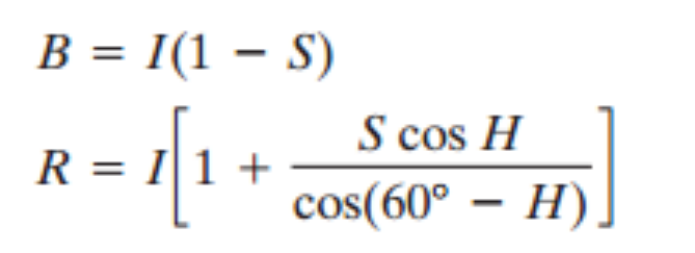 B = I(1 − S)
R = I[1 + S cos H / cos(60° − H)]